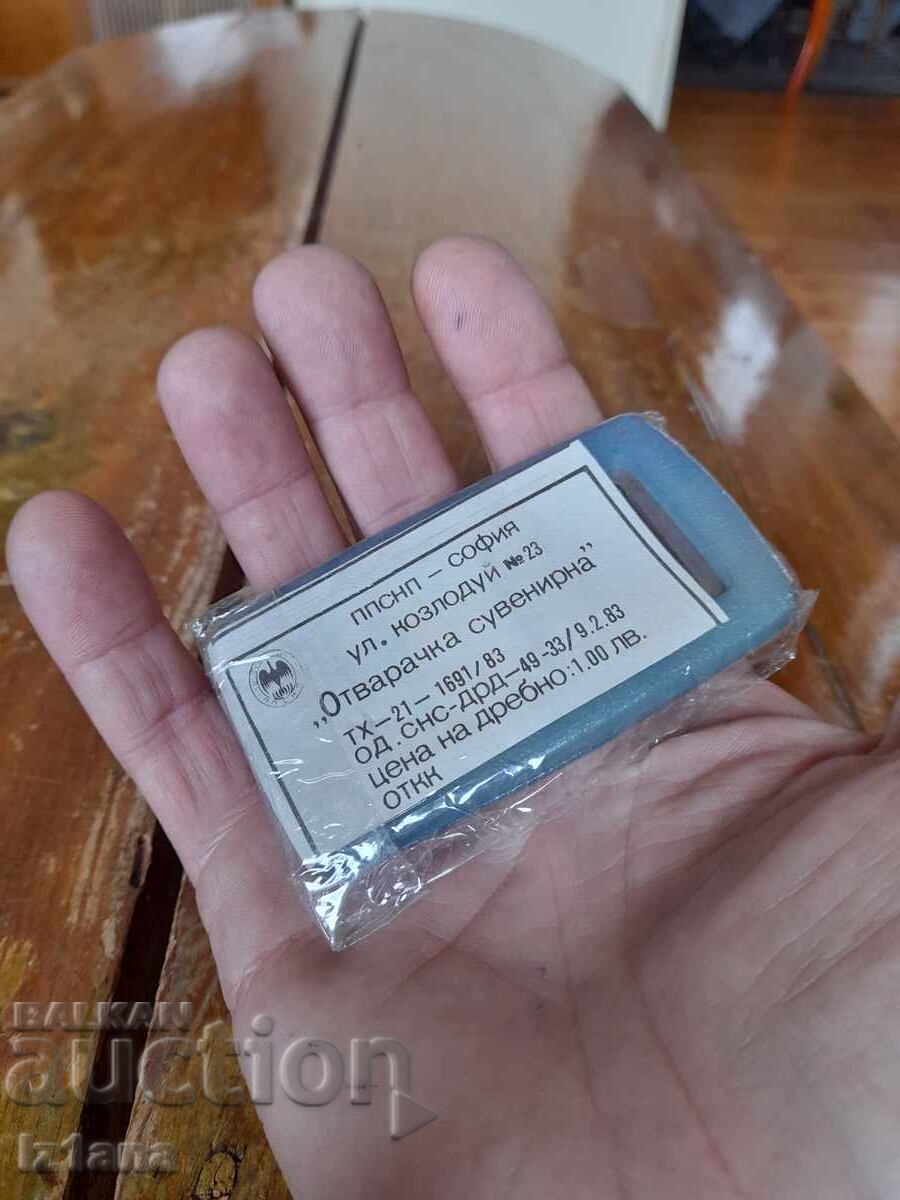 ППСНП – СОФИЯ
ул. козлодуй №23
„Отварачка сувенирна"
ТХ–21–1691/83
ОД.СНС-ДРД–49-33/9.2.83
цена на дребно:1.00 лв.
ОТКК
BALKAN
auction
Iz1ana